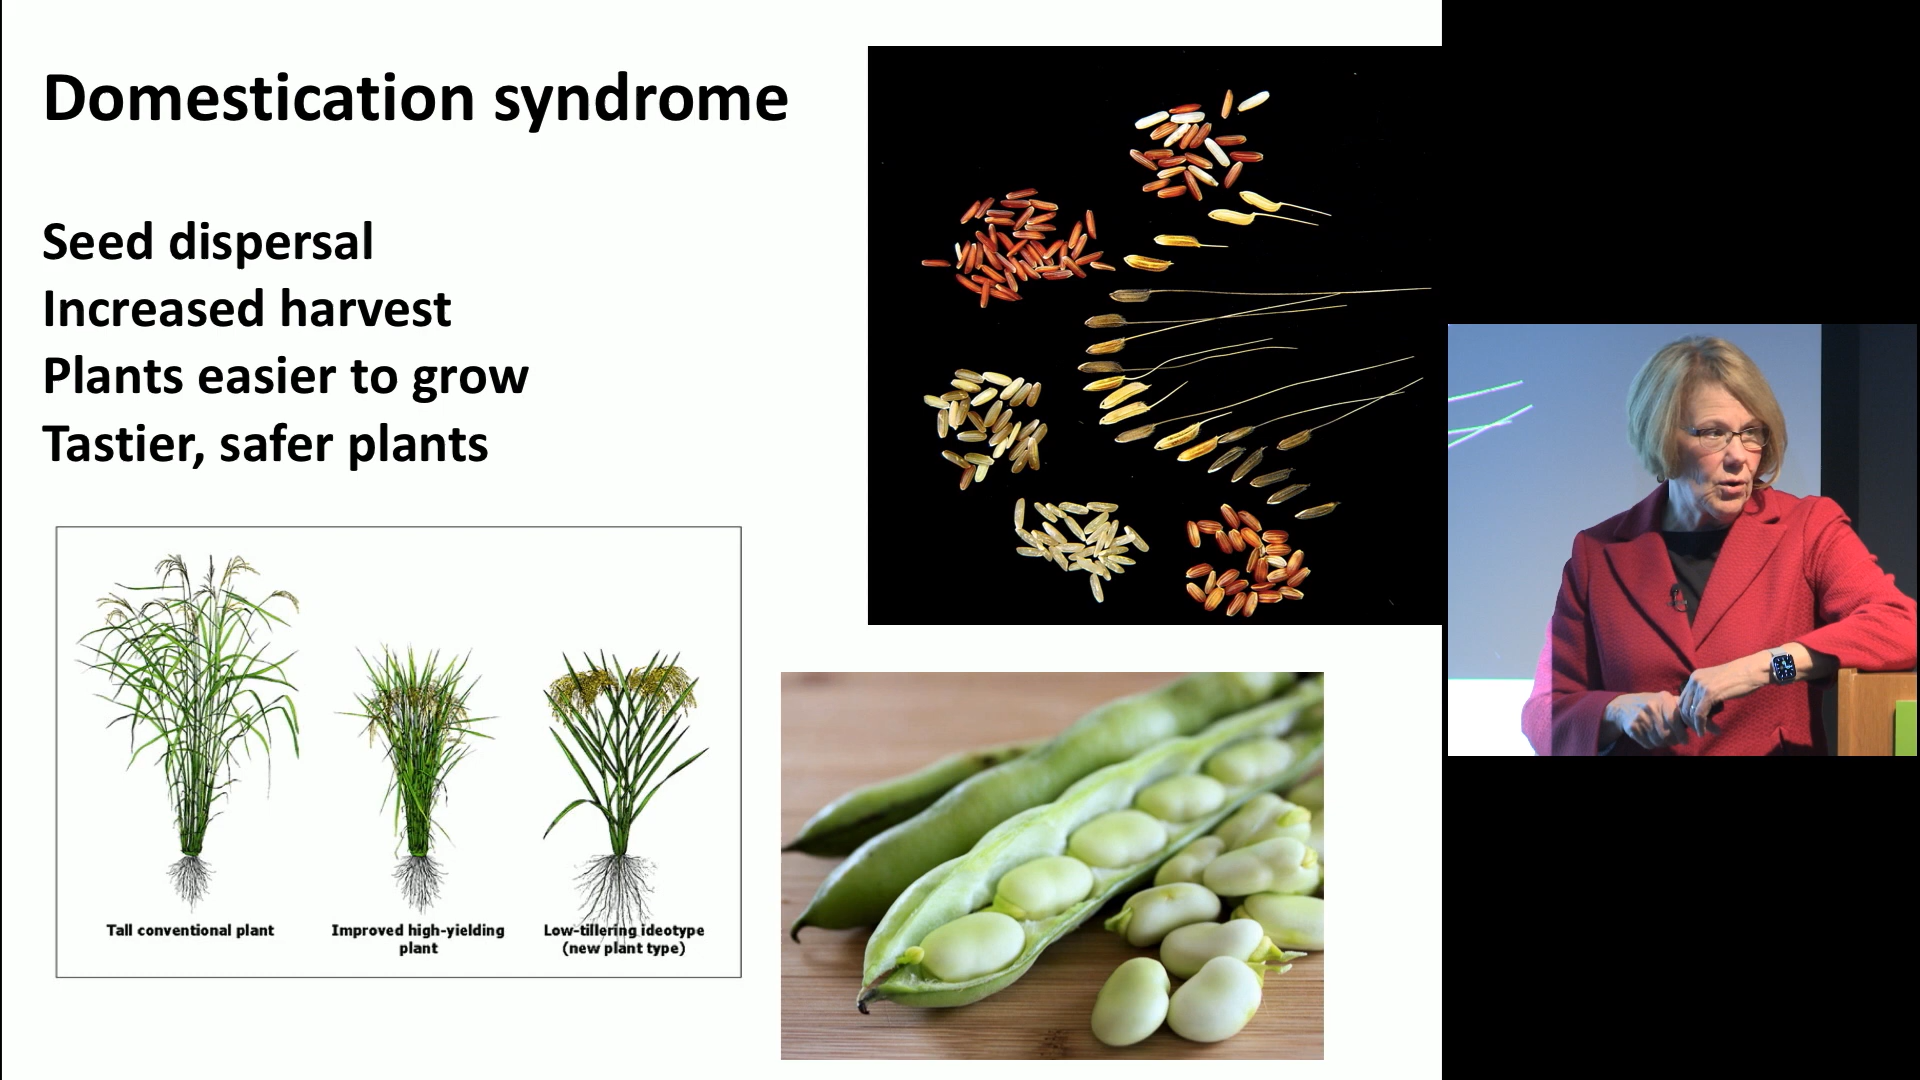 Domestication syndrome
Seed dispersal
Increased harvest
Plants easier to grow
Tastier, safer plants
Tall conventional plant
Improved high-yielding
plant
Low-tillering ideotype
(new plant type)